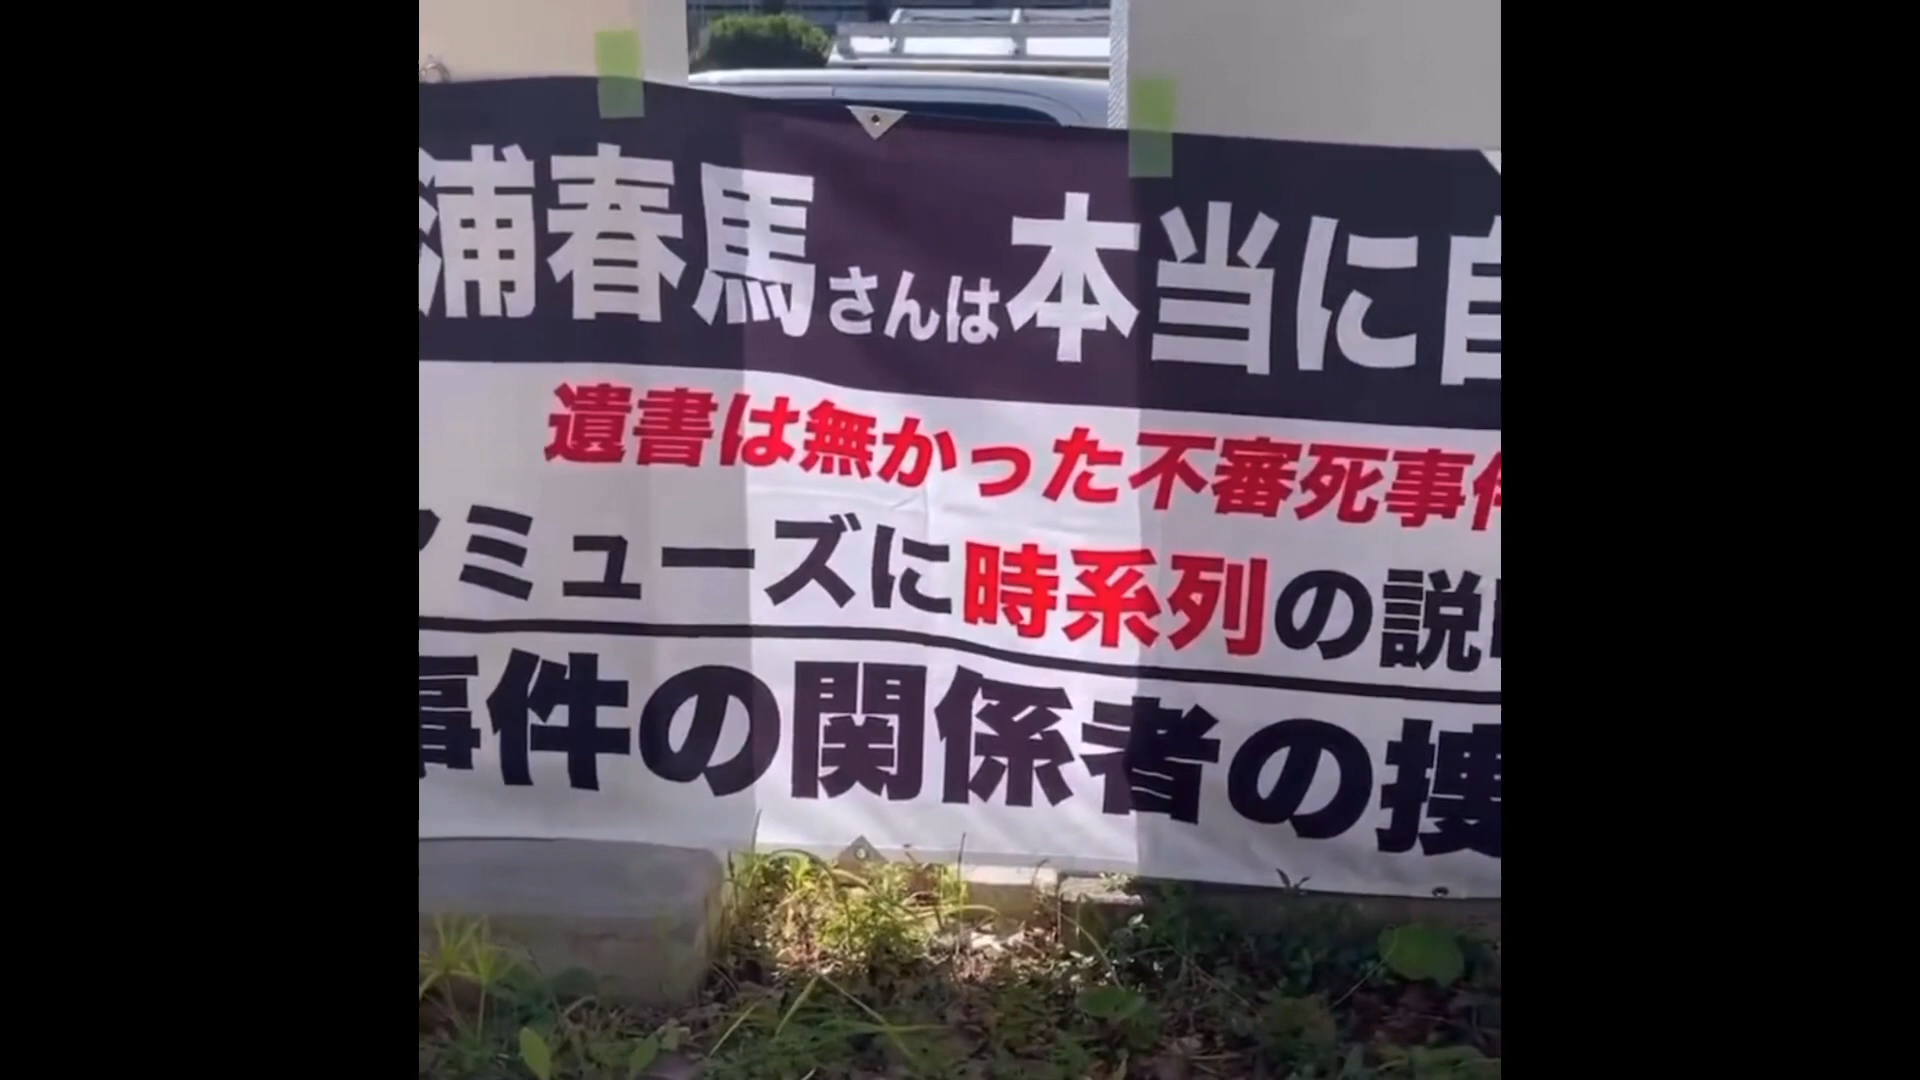 浦春馬さんは本当に自
遺書は無かった不審死事件
アミューズに時系列の説明
事件の関係者の捜